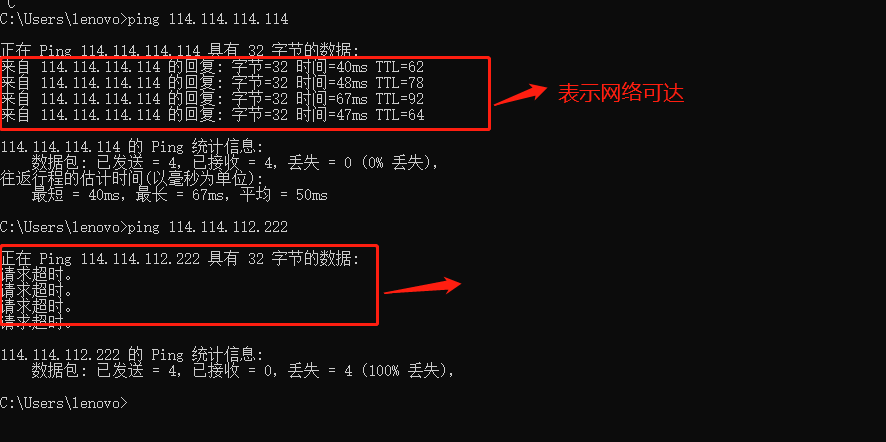 C:\Users\lenovo>ping 114.114.114.114
正在 Ping 114.114.114.114 具有 32 字节的数据:
来自 114.114.114.114 的回复: 字节=32 时间=40ms TTL=62
来自 114.114.114.114 的回复: 字节=32 时间=48ms TTL=78
来自 114.114.114.114 的回复: 字节=32 时间=67ms TTL=92
来自 114.114.114.114 的回复: 字节=32 时间=47ms TTL=64
表示网络可达
114.114.114.114 的 Ping 统计信息:
数据包: 已发送 = 4, 已接收 = 4, 丢失 = 0 (0% 丢失),
往返行程的估计时间(以毫秒为单位):
最短 = 40ms, 最长 = 67ms, 平均 = 50ms
C:\Users\lenovo>ping 114.114.112.222
正在 Ping 114.114.112.222 具有 32 字节的数据:
请求超时。
请求超时。
请求超时。
请求超时。
114.114.112.222 的 Ping 统计信息:
数据包: 已发送 = 4, 已接收 = 0, 丢失 = 4 (100% 丢失),
C:\Users\lenovo>